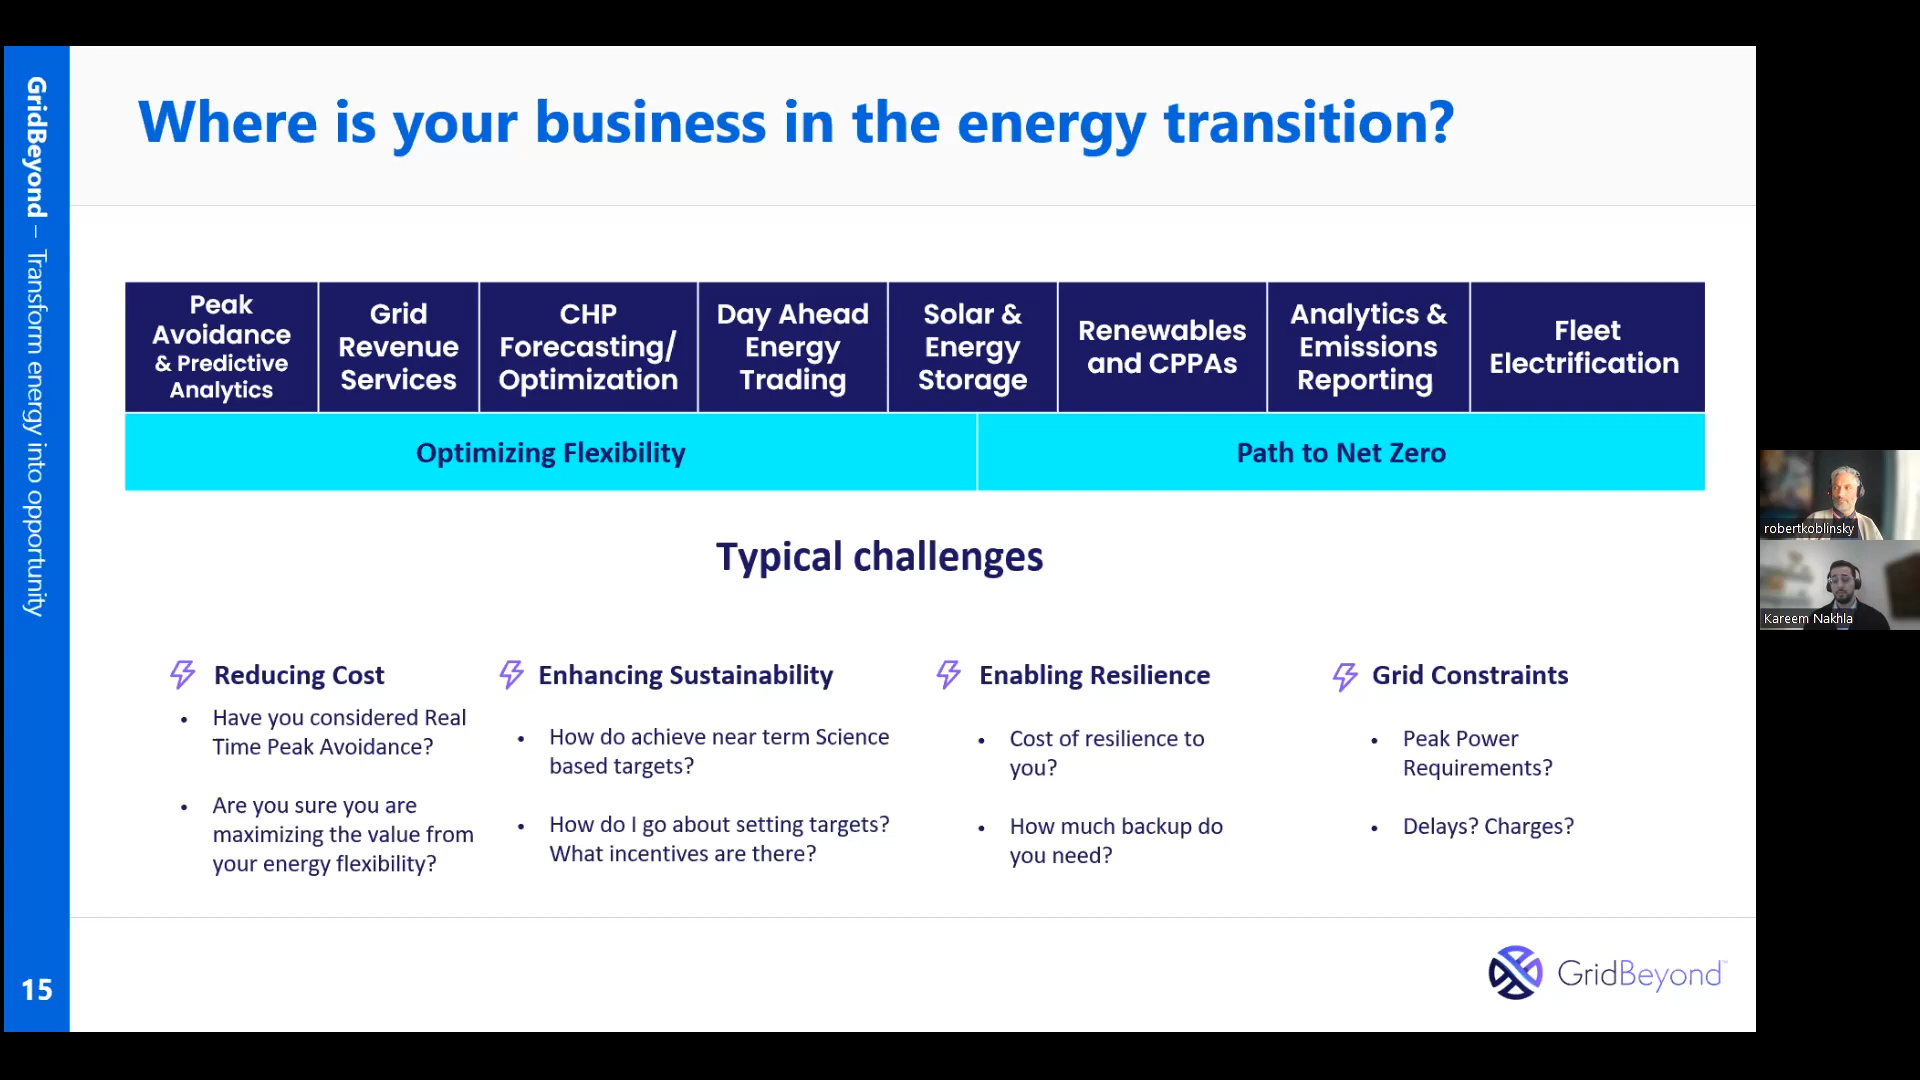 GridBeyond – Transform energy into opportunity
Where is your business in the energy transition?
Peak
Avoidance
& Predictive
Analytics
Grid
Revenue
Services
CHP
Forecasting/
Optimization
Day Ahead
Energy
Trading
Solar &
Energy
Storage
Renewables
and CPPAs
Analytics &
Emissions
Reporting
Fleet
Electrification
Optimizing Flexibility
Path to Net Zero
Typical challenges
Reducing Cost
• Have you considered Real
Time Peak Avoidance?
• Are you sure you are
maximizing the value from
your energy flexibility?
Enhancing Sustainability
• How do achieve near term Science
based targets?
• How do I go about setting targets?
What incentives are there?
Enabling Resilience
• Cost of resilience to
you?
• How much backup do
you need?
Grid Constraints
• Peak Power
Requirements?
• Delays? Charges?
15
GridBeyond™
robertkoblinsky
Kareem Nakhla